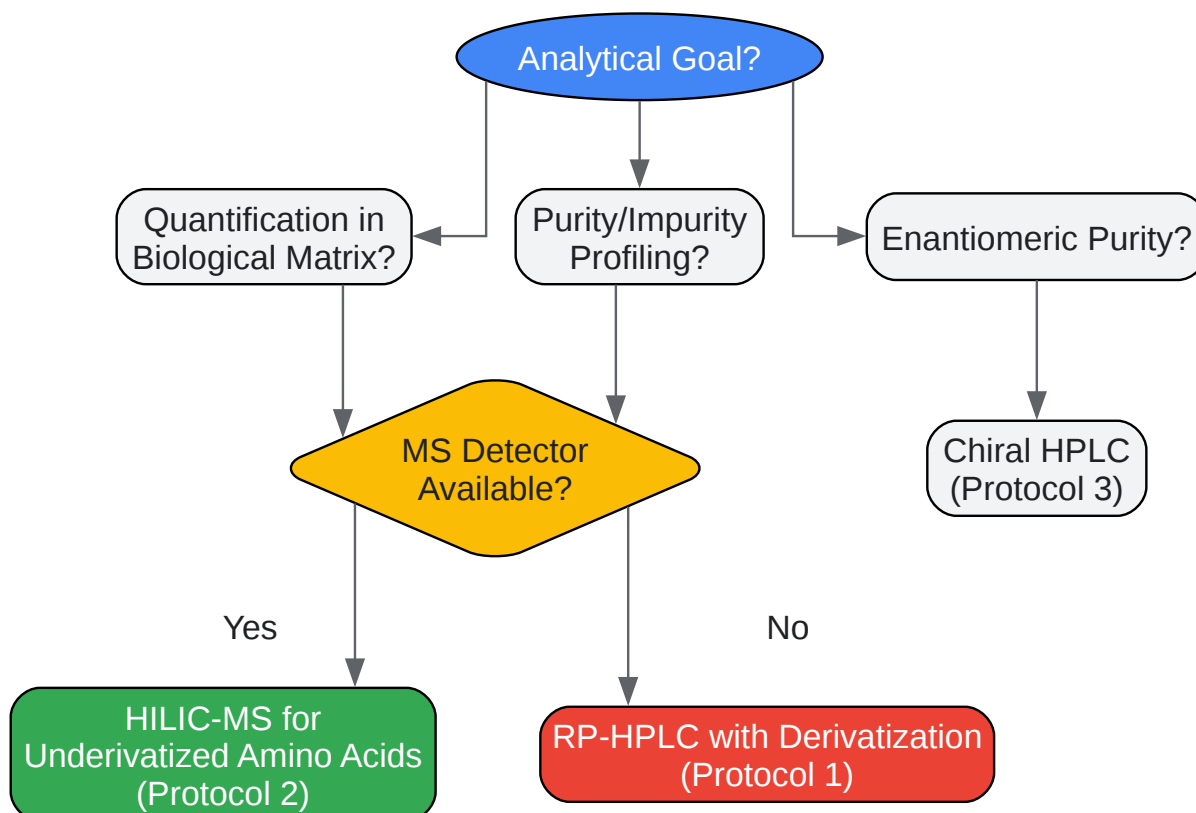 Analytical Goal?
Quantification in
Biological Matrix?
Purity/Impurity
Profiling?
Enantiomeric Purity?
MS Detector
Available?
Chiral HPLC
(Protocol 3)
Yes
No
HILIC-MS for
Underivatized Amino Acids
(Protocol 2)
RP-HPLC with Derivatization
(Protocol 1)